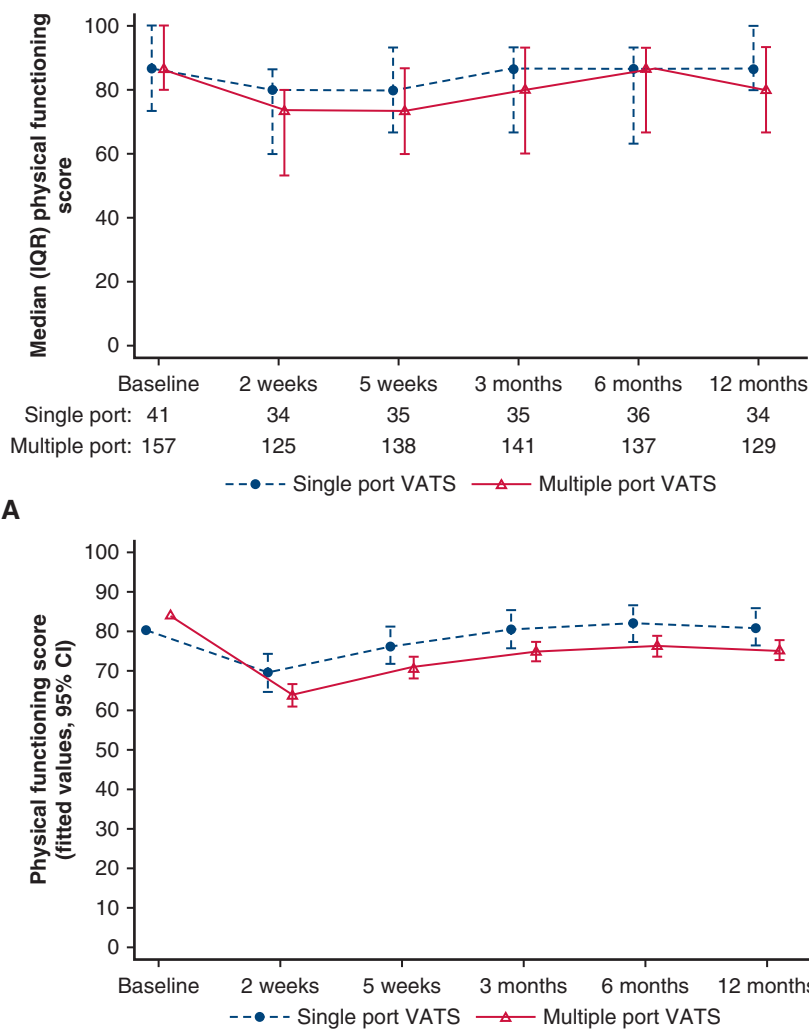 Median (IQR) physical functioning
score
100
80
60
40
20
0
Baseline 2 weeks 5 weeks 3 months 6 months 12 months
Single port: 41 34 35 35 36 34
Multiple port: 157 125 138 141 137 129
Single port VATS Multiple port VATS
A
Physical functioning score
(fitted values, 95% CI)
100
90
80
70
60
50
40
30
20
10
0
Baseline 2 weeks 5 weeks 3 months 6 months 12 months
Single port VATS Multiple port VATS